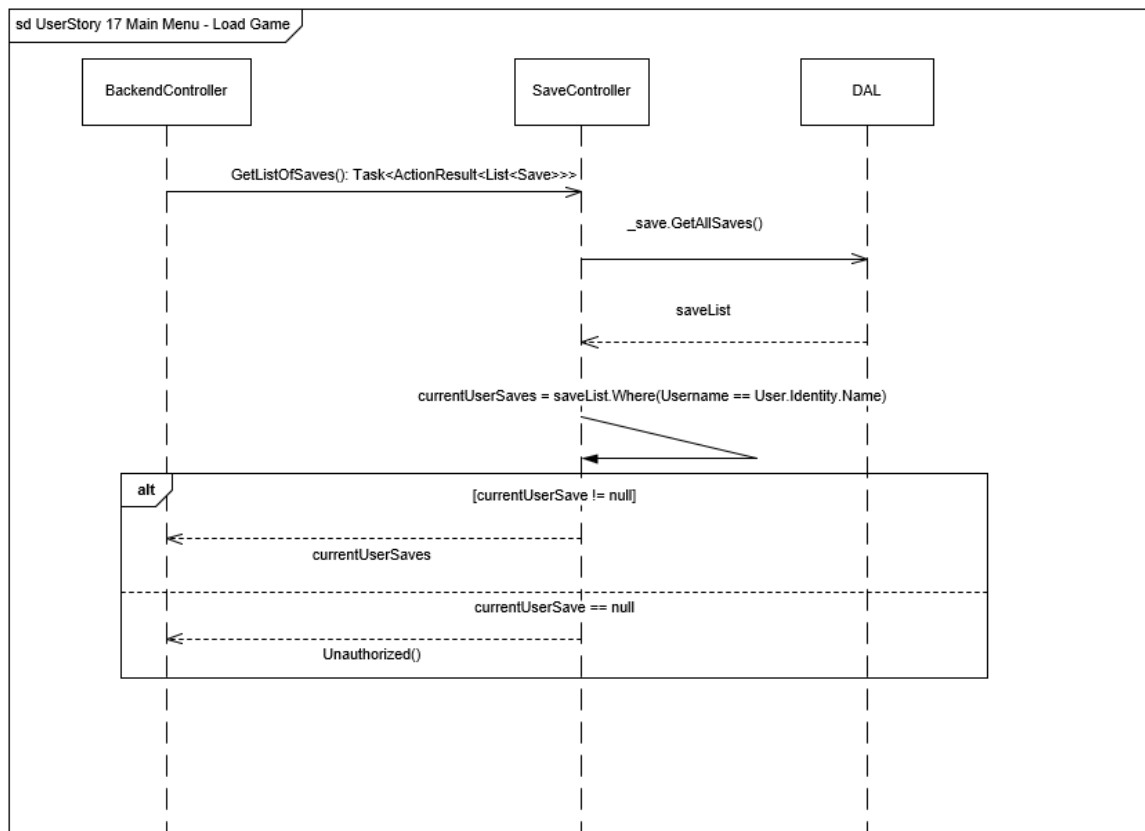 sd UserStory 17 Main Menu - Load Game
BackendController
SaveController
DAL
GetListOfSaves(): Task<ActionResult<List<Save>>>
_save.GetAllSaves()
saveList
currentUserSaves = saveList.Where(Username == User.Identity.Name)
alt
[currentUserSave != null]
currentUserSaves
currentUserSave == null
Unauthorized()